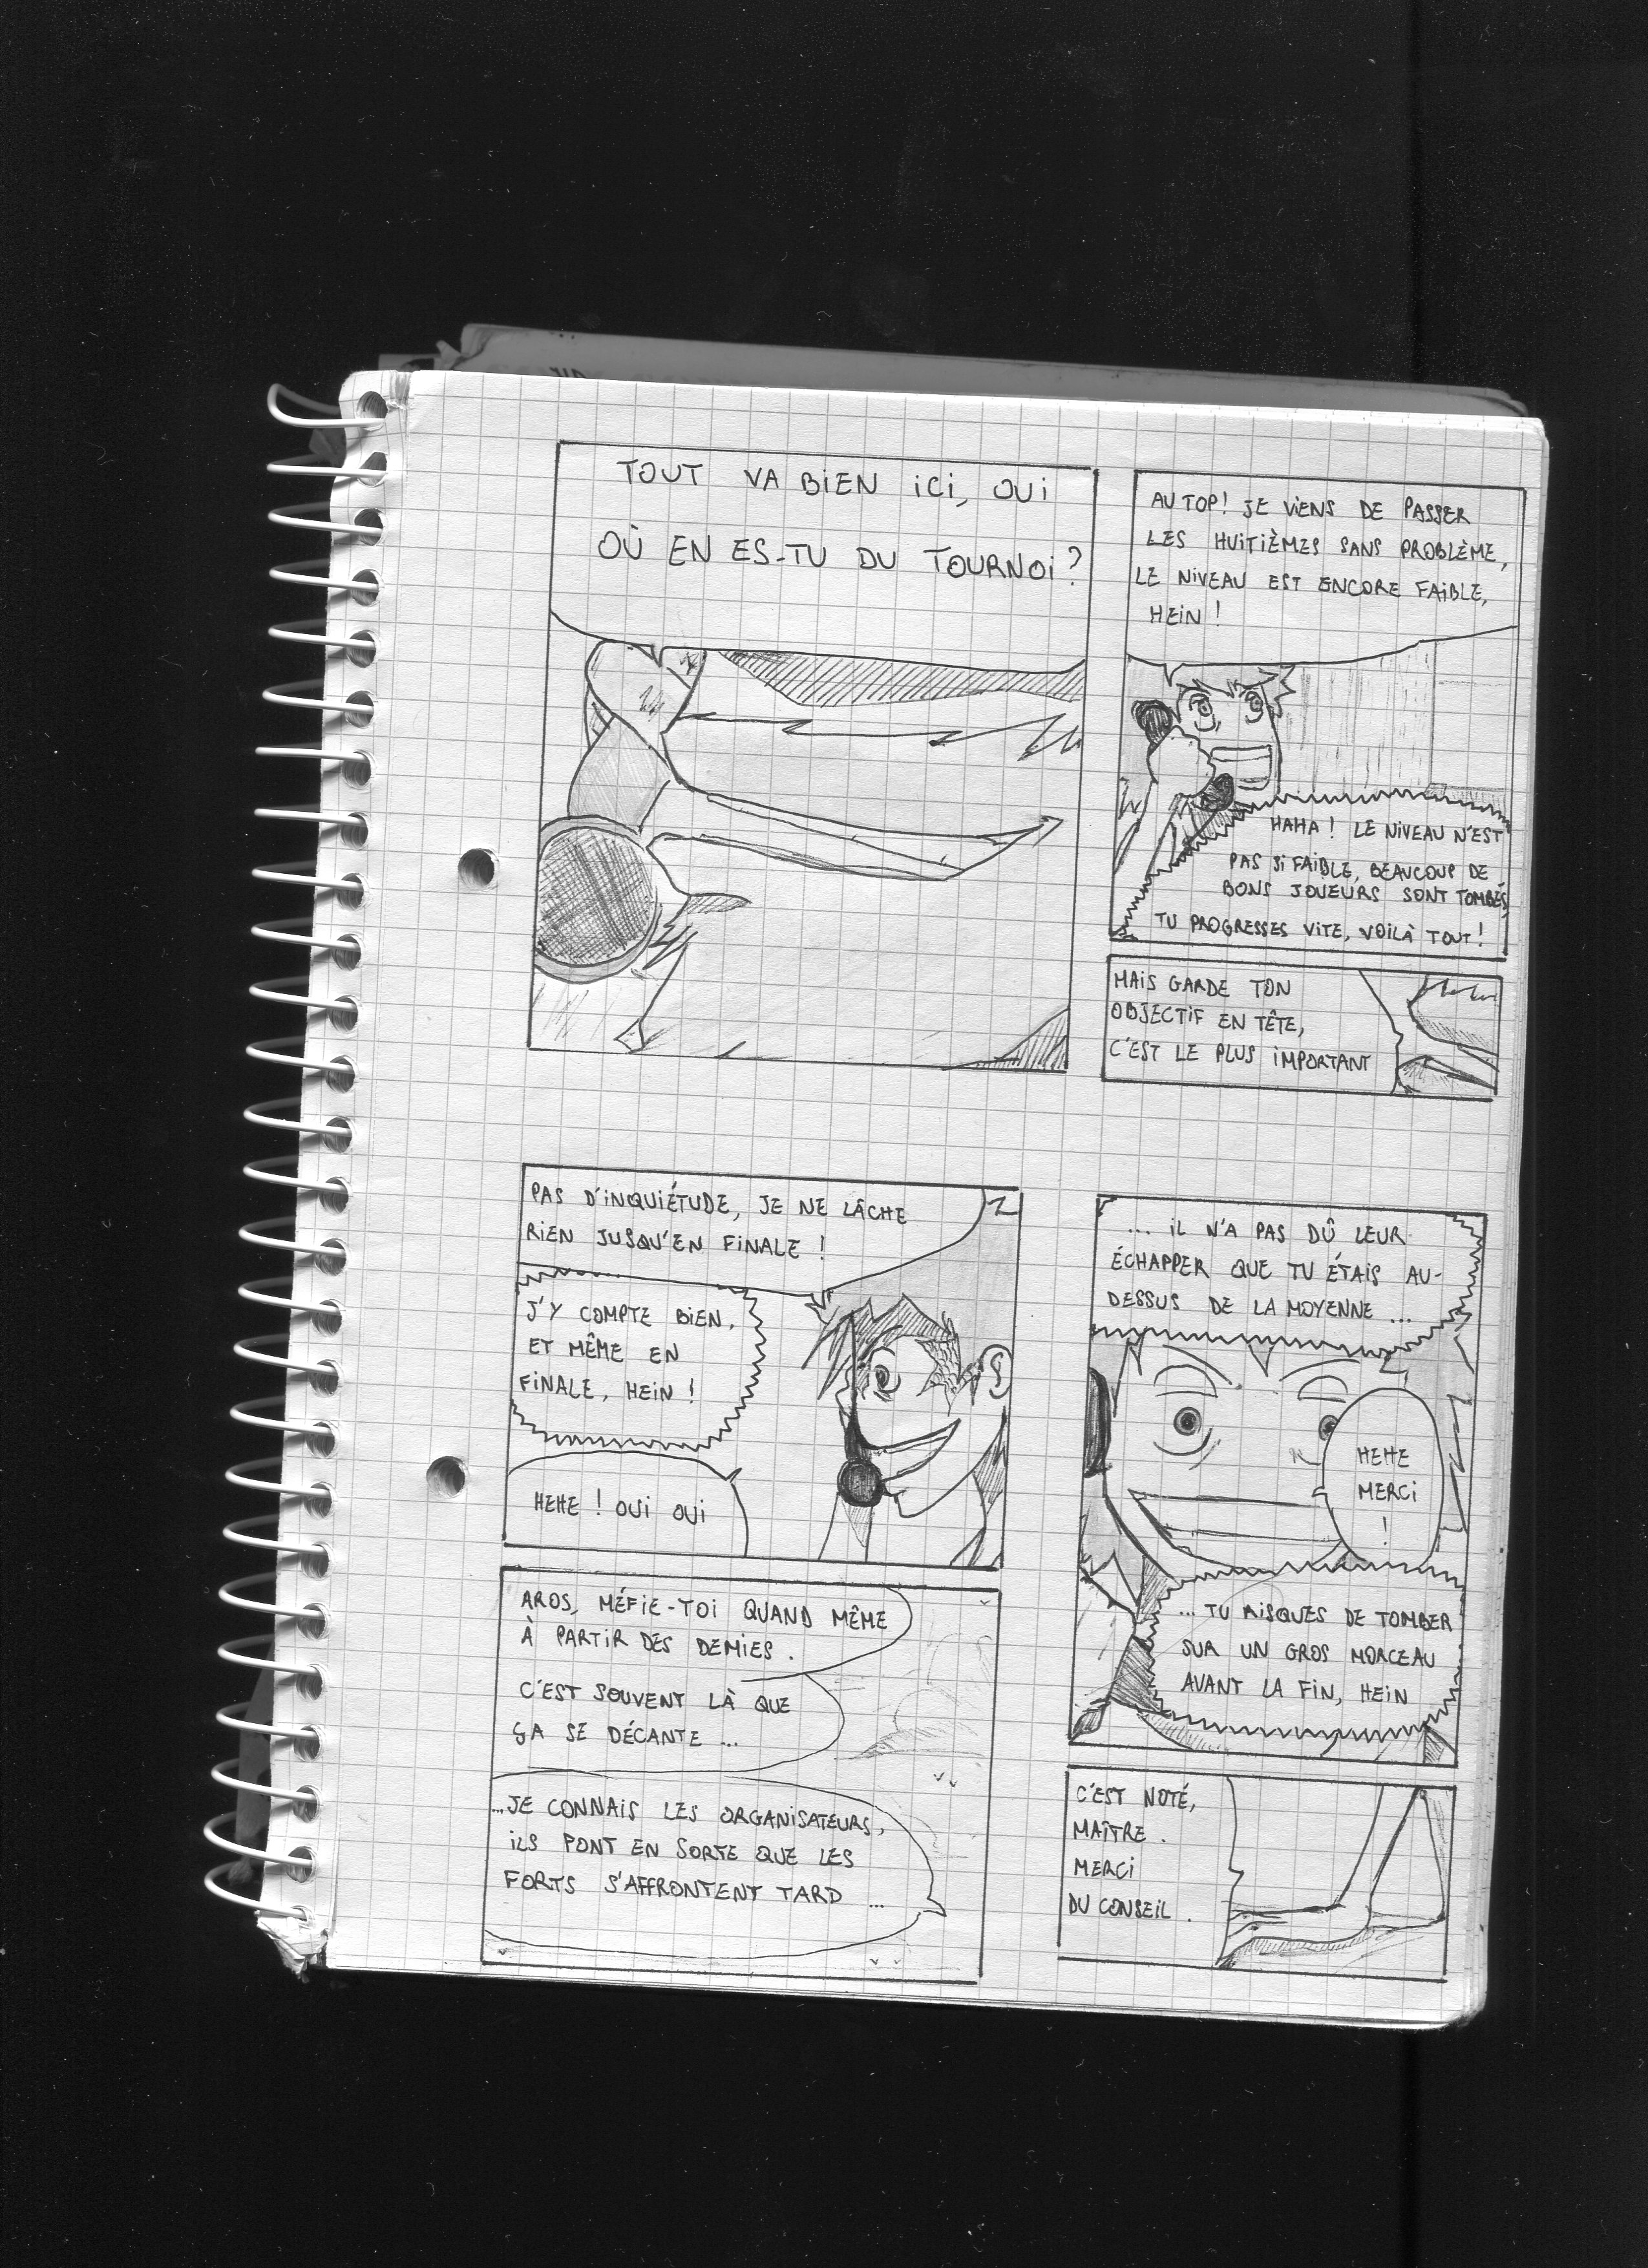 TOUT VA BIEN ICI, OUI
OÙ EN ES-TU DU TOURNOI ?
AU TOP ! JE VIENS DE PASSER
LES HUITIÈMES SANS PROBLÈME,
LE NIVEAU EST ENCORE FAIBLE,
HEIN !
HAHA ! LE NIVEAU N'EST
PAS SI FAIBLE, BEAUCOUP DE
BONS JOUEURS SONT TOMBÉS,
TU PROGRESSES VITE, VOILÀ TOUT !
MAIS GARDE TON
OBJECTIF EN TÊTE,
C'EST LE PLUS IMPORTANT
PAS D'INQUIÉTUDE, JE NE LÂCHE
RIEN JUSQU'EN FINALE !
J'Y COMPTE BIEN,
ET MÊME EN
FINALE, HEIN !
HEHE ! OUI OUI
AROS, MÉFIE-TOI QUAND MÊME
À PARTIR DES DEMIES.
C'EST SOUVENT LÀ QUE
ÇA SE DÉCANTE ...
...JE CONNAIS LES ORGANISATEURS,
ILS FONT EN SORTE QUE LES
FORTS S'AFFRONTENT TARD ...
... IL N'A PAS DÛ LEUR
ÉCHAPPER QUE TU ÉTAIS AU-
DESSUS DE LA MOYENNE ...
HEHE
MERCI
!
... TU RISQUES DE TOMBER
SUR UN GROS MORCEAU
AVANT LA FIN, HEIN
C'EST NOTÉ,
MAÎTRE.
MERCI
DU CONSEIL.